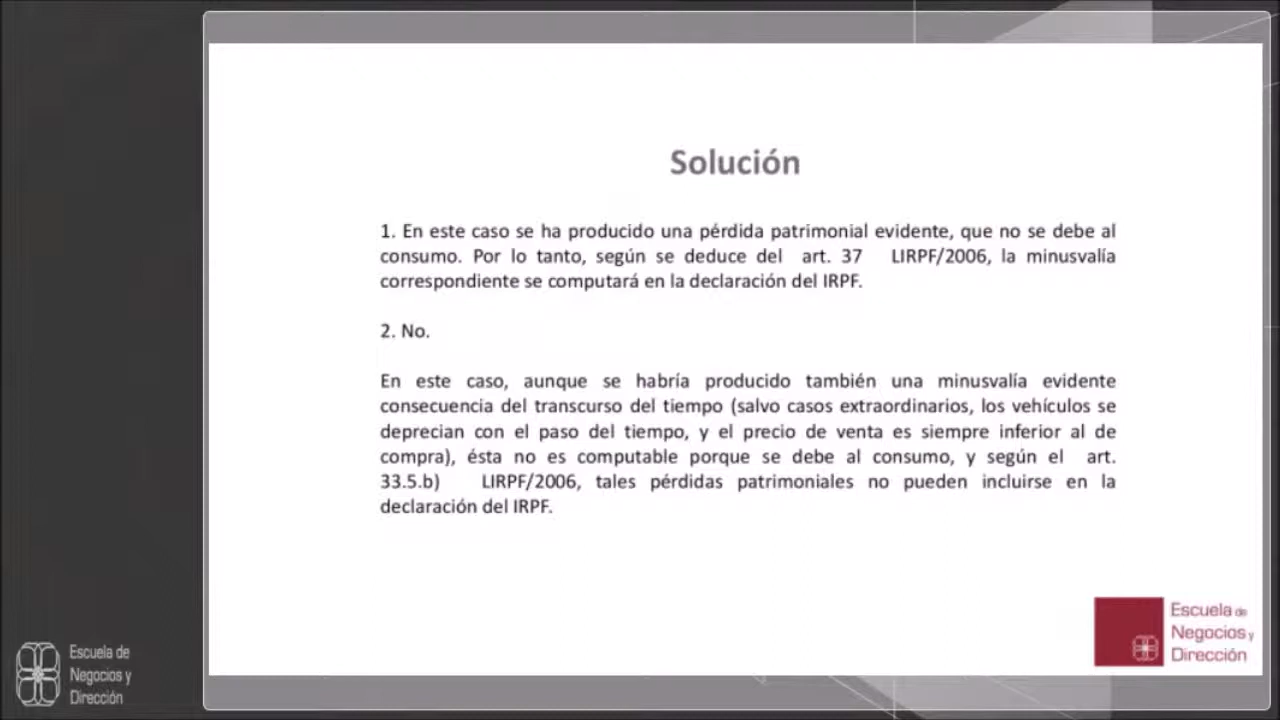 Solución
1. En este caso se ha producido una pérdida patrimonial evidente, que no se debe al
consumo. Por lo tanto, según se deduce del art. 37 LIRPF/2006, la minusvalía
correspondiente se computará en la declaración del IRPF.
2. No.
En este caso, aunque se habría producido también una minusvalía evidente
consecuencia del transcurso del tiempo (salvo casos extraordinarios, los vehículos se
deprecian con el paso del tiempo, y el precio de venta es siempre inferior al de
compra), ésta no es computable porque se debe al consumo, y según el art.
33.5.b) LIRPF/2006, tales pérdidas patrimoniales no pueden incluirse en la
declaración del IRPF.
Escuela de
Negocios y
Dirección
Escuela de
Negocios y
Dirección